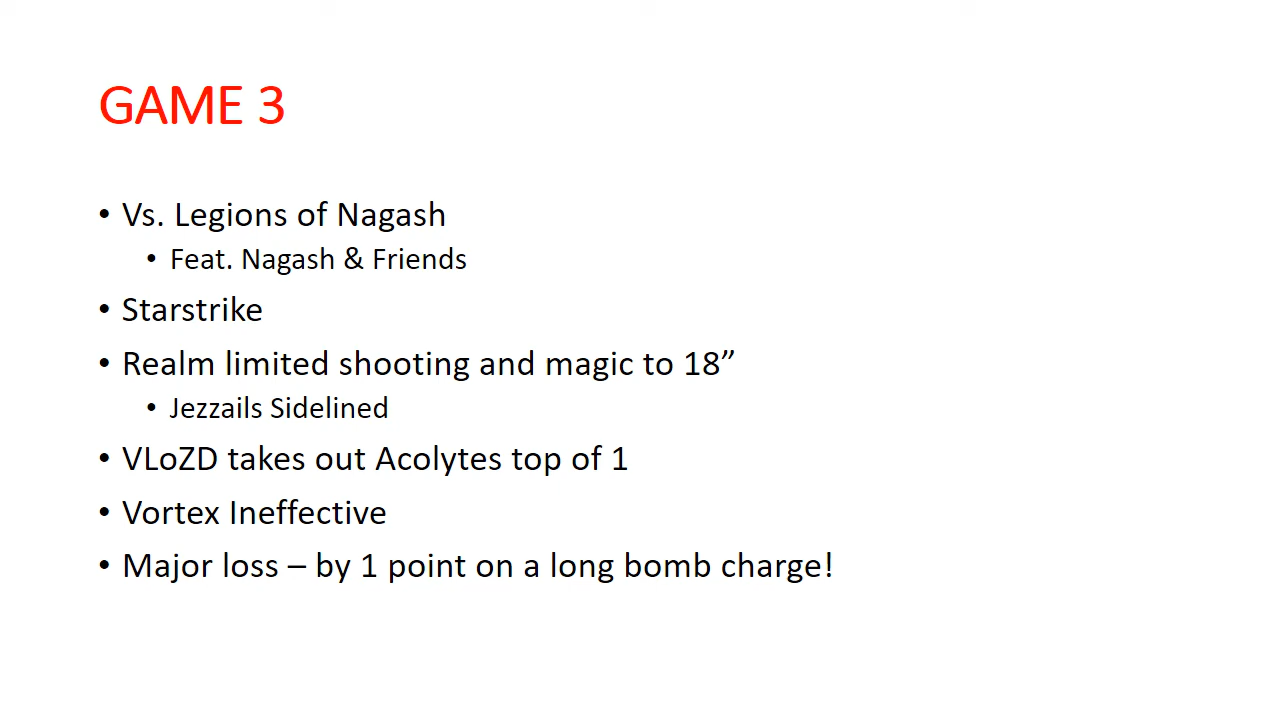 GAME 3
• Vs. Legions of Nagash
• Feat. Nagash & Friends
• Starstrike
• Realm limited shooting and magic to 18”
• Jezzails Sidelined
• VLoZD takes out Acolytes top of 1
• Vortex Ineffective
• Major loss – by 1 point on a long bomb charge!